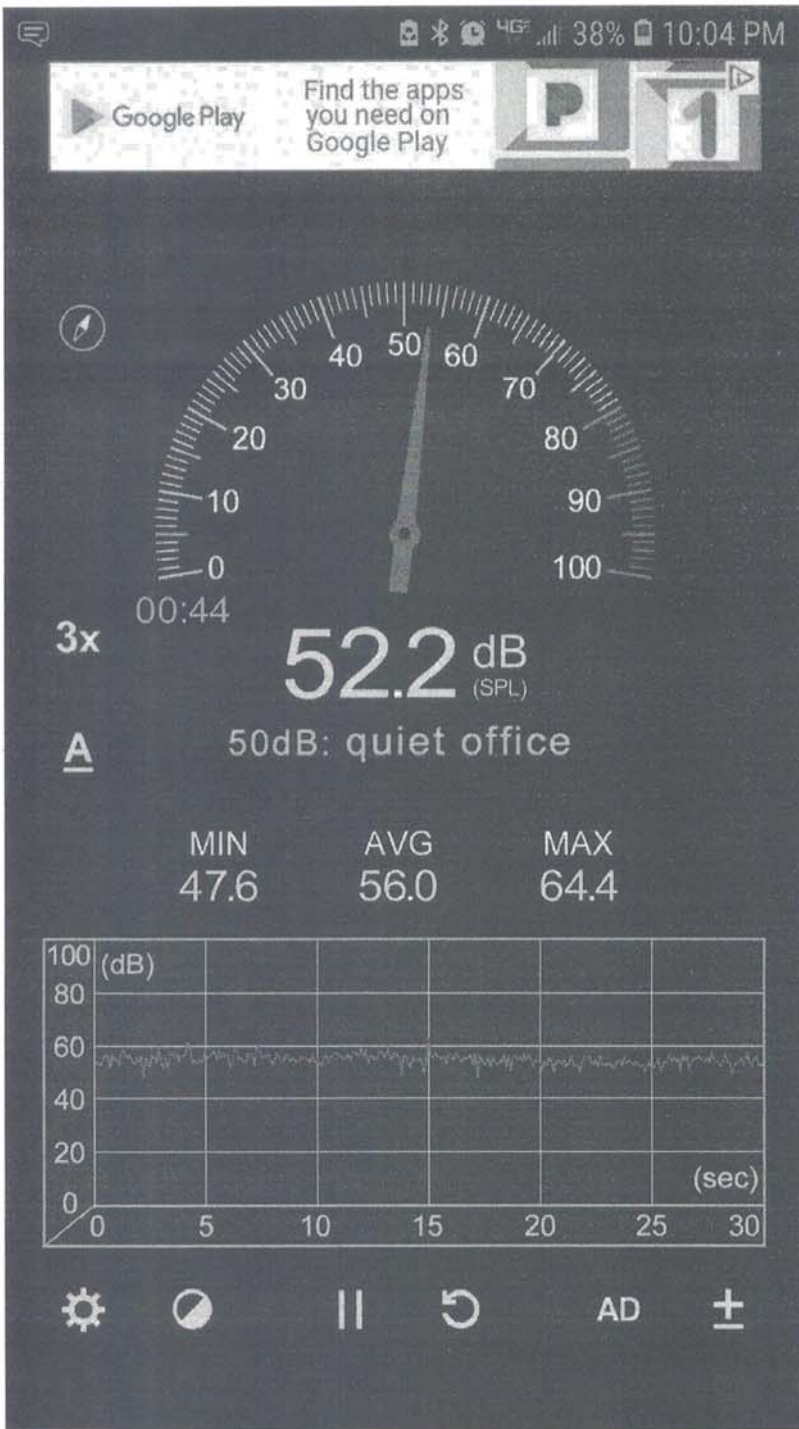 4GE 38% 10:04 PM
Google Play
Find the apps
you need on
Google Play
P
1
0
10
20
30
40
50
60
70
80
90
100
00:44
3x
52.2 dB
(SPL)
A
50dB: quiet office
MIN AVG MAX
47.6 56.0 64.4
100 (dB)
80
60
40
20
(sec)
0
0 5 10 15 20 25 30
AD ±